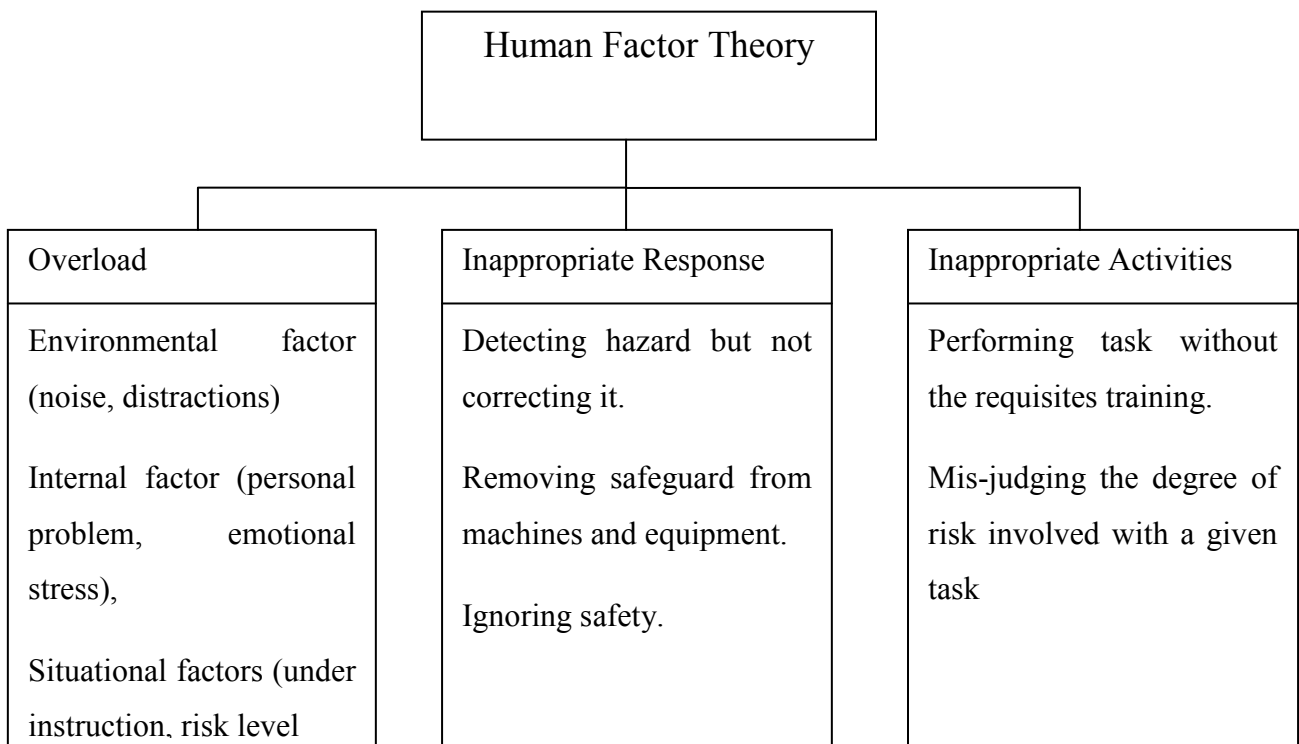 Human Factor Theory
Overload
Environmental factor
(noise, distractions)
Internal factor (personal
problem, emotional
stress),
Situational factors (under
instruction, risk level
Inappropriate Response
Detecting hazard but not
correcting it.
Removing safeguard from
machines and equipment.
Ignoring safety.
Inappropriate Activities
Performing task without
the requisites training.
Mis-judging the degree of
risk involved with a given
task